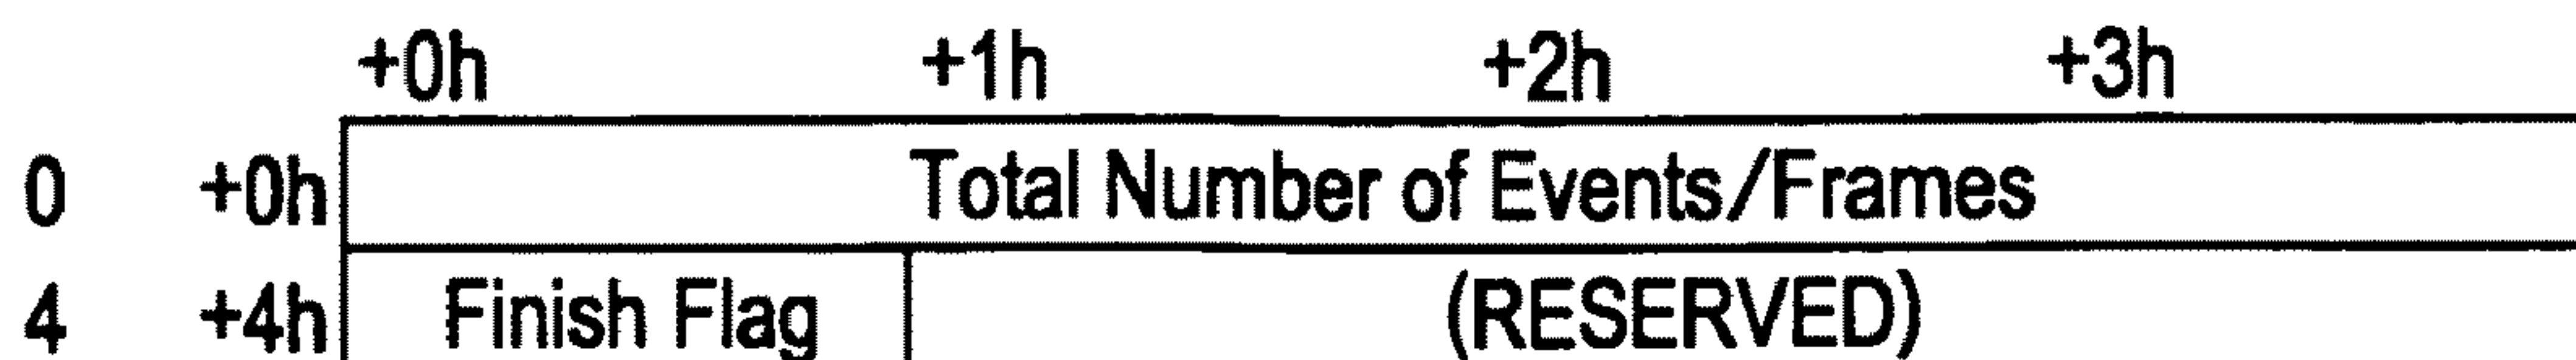 +0h +1h +2h +3h
0 +0h Total Number of Events/Frames
4 +4h Finish Flag (RESERVED)